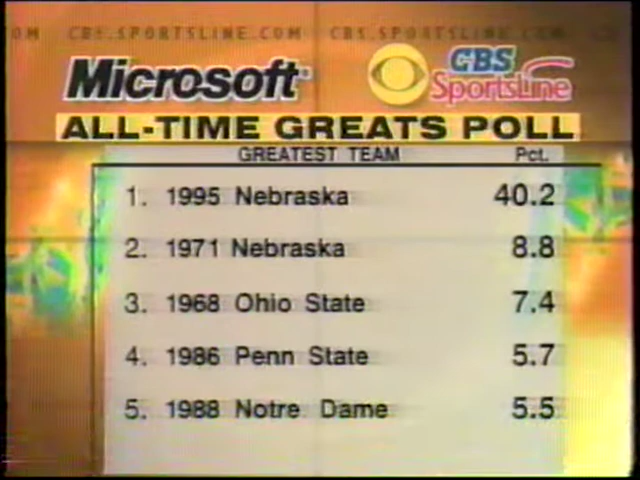 OM CBS.SPORTSLINE.COM CBS.SPORTSLINE.COM
Microsoft
CBS
SportsLine
ALL-TIME GREATS POLL
GREATEST TEAM Pct.
1. 1995 Nebraska 40.2
2. 1971 Nebraska 8.8
3. 1968 Ohio State 7.4
4. 1986 Penn State 5.7
5. 1988 Notre Dame 5.5